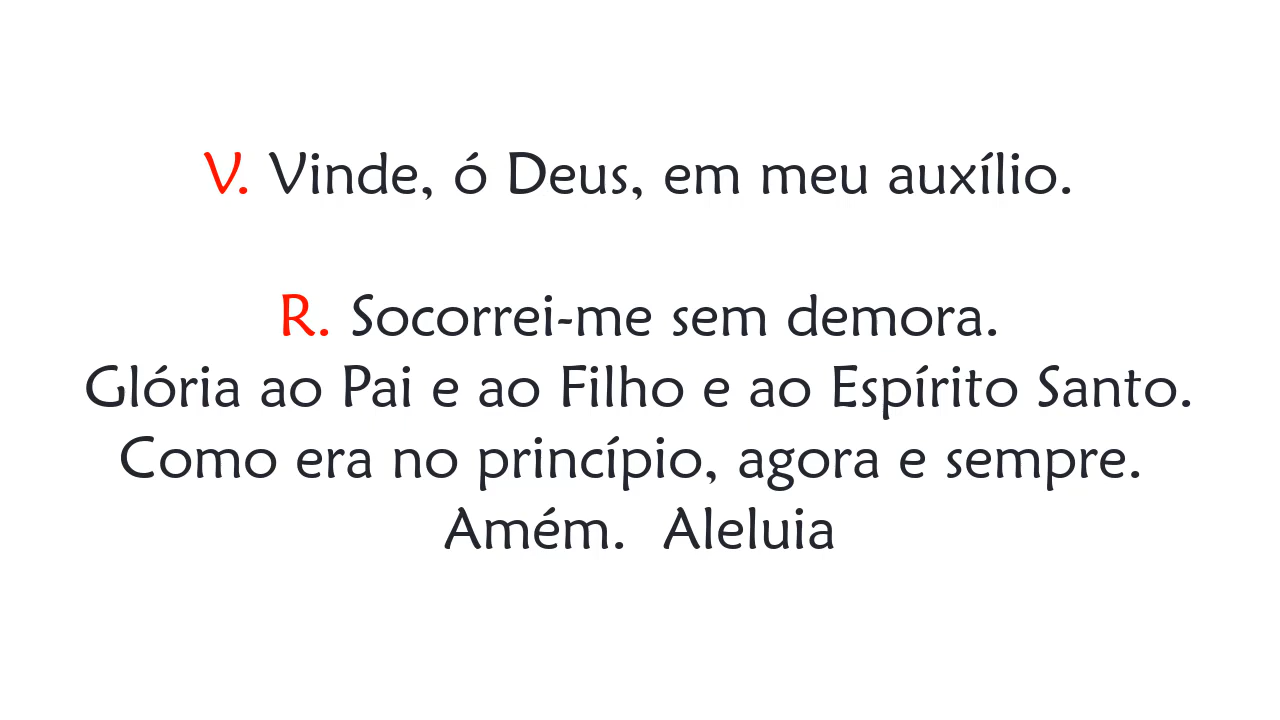 V. Vinde, ó Deus, em meu auxílio.
R. Socorrei-me sem demora.
Glória ao Pai e ao Filho e ao Espírito Santo.
Como era no princípio, agora e sempre.
Amém.  Aleluia